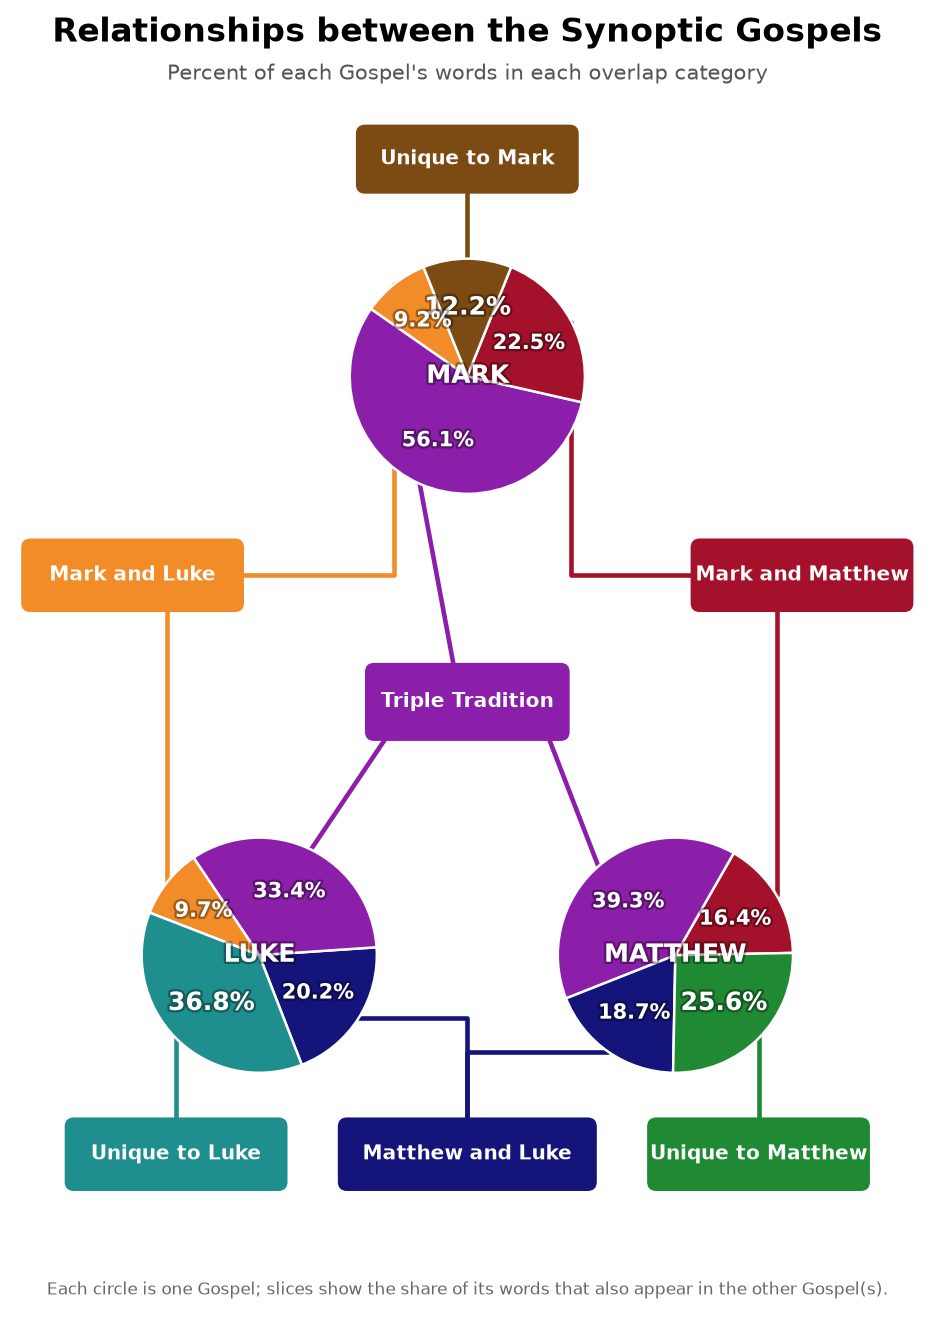 Relationships between the Synoptic Gospels
Percent of each Gospel's words in each overlap category
Unique to Mark
12.2%
9.2%
22.5%
MARK
56.1%
Mark and Luke
Mark and Matthew
Triple Tradition
33.4%
9.7%
LUKE
20.2%
36.8%
39.3%
16.4%
MATTHEW
18.7%
25.6%
Unique to Luke
Matthew and Luke
Unique to Matthew
Each circle is one Gospel; slices show the share of its words that also appear in the other Gospel(s).